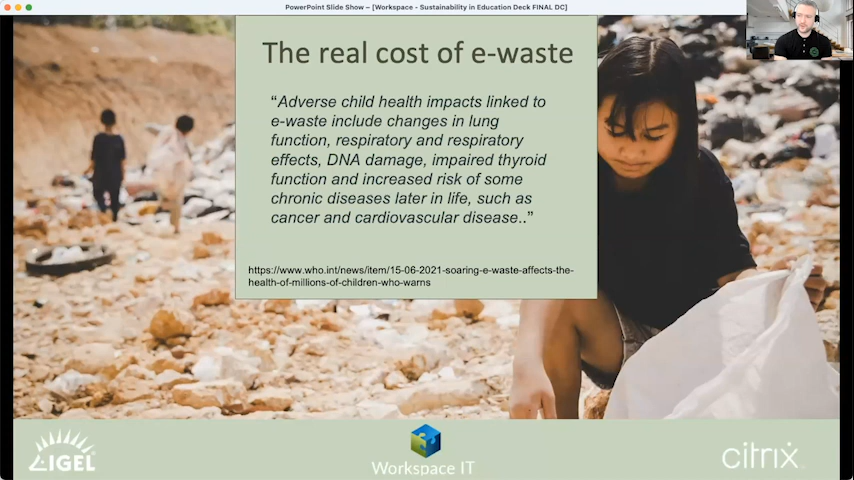 PowerPoint Slide Show – [Workspace - Sustainability in Education Deck FINAL DC]
The real cost of e-waste
“Adverse child health impacts linked to
e-waste include changes in lung
function, respiratory and respiratory
effects, DNA damage, impaired thyroid
function and increased risk of some
chronic diseases later in life, such as
cancer and cardiovascular disease..”
https://www.who.int/news/item/15-06-2021-soaring-e-waste-affects-the-
health-of-millions-of-children-who-warns
IGEL
Workspace IT
citrix